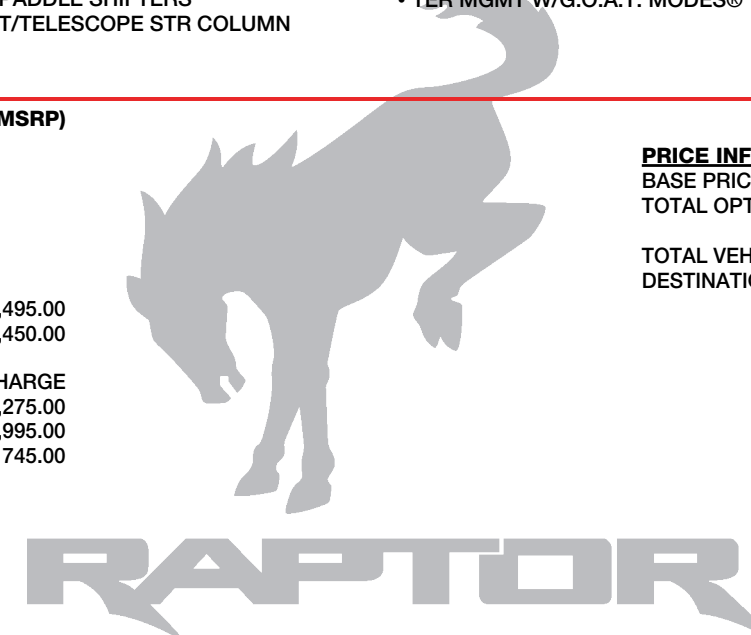 PADDLE SHIFTERS
T/TELESCOPE STR COLUMN
• TER MGMT W/G.O.A.T. MODES®
MSRP)
,495.00
,450.00
HARGE
,275.00
,995.00
745.00
PRICE INF
BASE PRIC
TOTAL OPT
TOTAL VEH
DESTINATI
RAPTOR